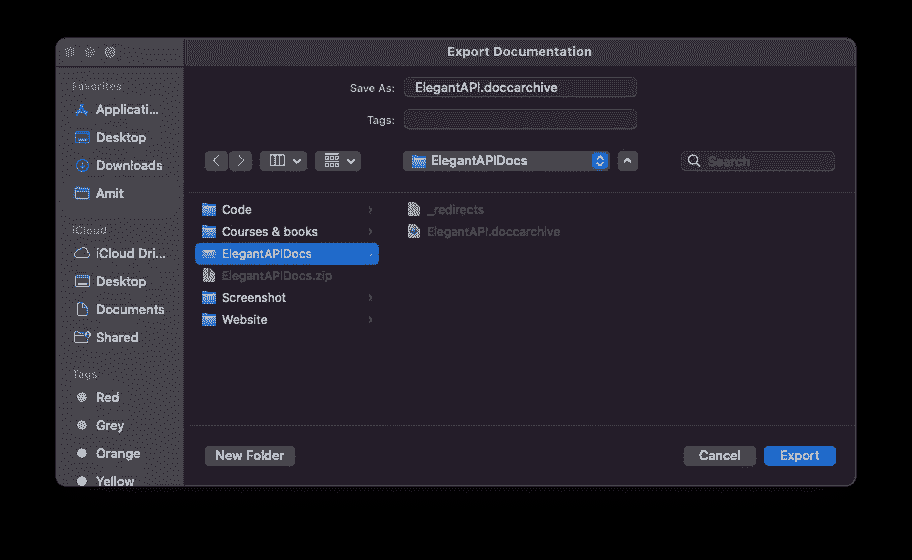 Export Documentation
Save As: ElegantAPI.doccarchive
Tags:
ElegantAPIDocs
Search
Favorites
Applicati...
Desktop
Downloads
Amit
iCloud
iCloud Dri...
Desktop
Documents
Shared
Tags
Red
Grey
Orange
Yellow
Code
Courses & books
ElegantAPIDocs
ElegantAPIDocs.zip
Screenshot
Website
_redirects
ElegantAPI.doccarchive
New Folder
Cancel
Export